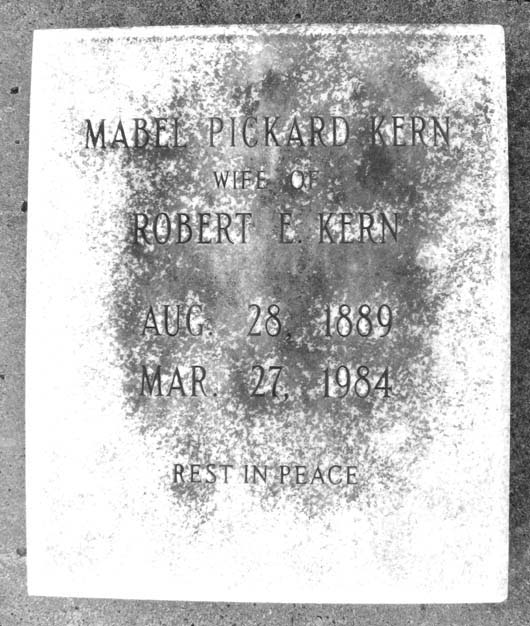 MABEL PICKARD KERN
WIFE OF
ROBERT E. KERN
AUG. 28, 1889
MAR. 27, 1984
REST IN PEACE